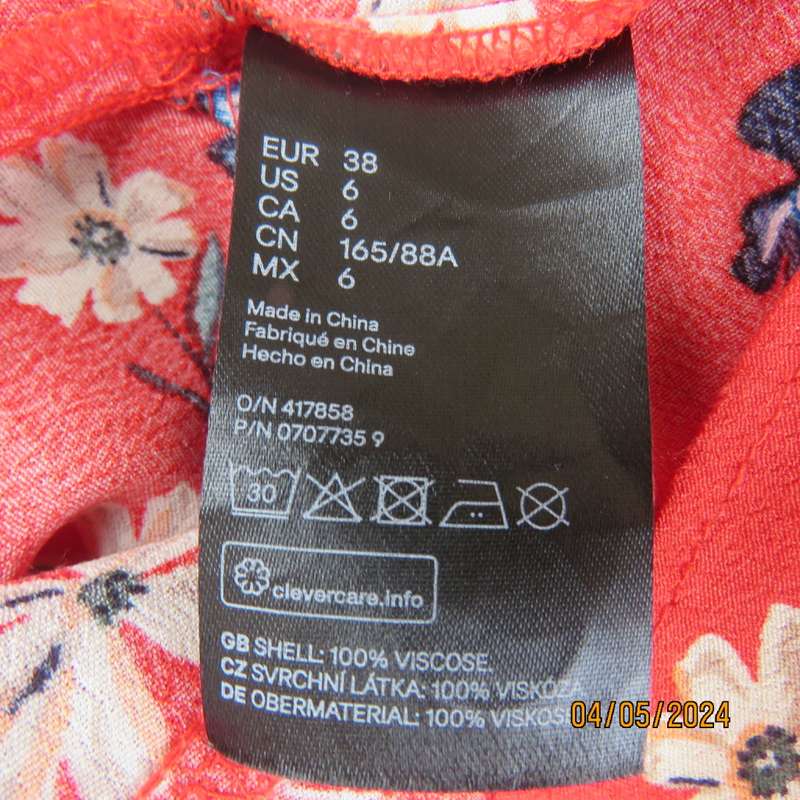 EUR 38
US 6
CA 6
CN 165/88A
MX 6
Made in China
Fabriqué en Chine
Hecho en China
O/N 417858
P/N 0707735 9
30
clevercare.info
GB SHELL: 100% VISCOSE.
CZ SVRCHNÍ LÁTKA: 100% VISKÓZA
DE OBERMATERIAL: 100% VISKOS
04/05/2024